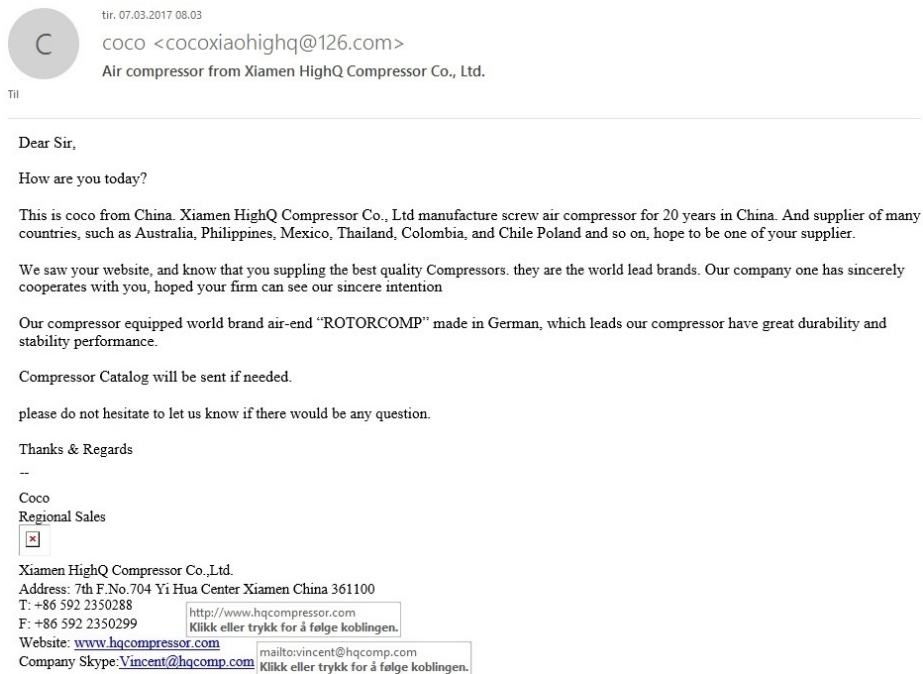 tir. 07.03.2017 08.03
C
coco <cocoxiaohighq@126.com>
Air compressor from Xiamen HighQ Compressor Co., Ltd.
Til
Dear Sir,
How are you today?
This is coco from China. Xiamen HighQ Compressor Co., Ltd manufacture screw air compressor for 20 years in China. And supplier of many
countries, such as Australia, Philippines, Mexico, Thailand, Colombia, and Chile Poland and so on, hope to be one of your supplier.
We saw your website, and know that you suppling the best quality Compressors. they are the world lead brands. Our company one has sincerely
cooperates with you, hoped your firm can see our sincere intention
Our compressor equipped world brand air-end “ROTORCOMP” made in German, which leads our compressor have great durability and
stability performance.
Compressor Catalog will be sent if needed.
please do not hesitate to let us know if there would be any question.
Thanks & Regards
--
Coco
Regional Sales
Xiamen HighQ Compressor Co.,Ltd.
Address: 7th F.No.704 Yi Hua Center Xiamen China 361100
T: +86 592 2350288
F: +86 592 2350299
http://www.hqcompressor.com
Klikk eller trykk for å følge koblingen.
Website: www.hqcompressor.com
Company Skype:Vincent@hqcomp.com
mailto:vincent@hqcomp.com
Klikk eller trykk for å følge koblingen.